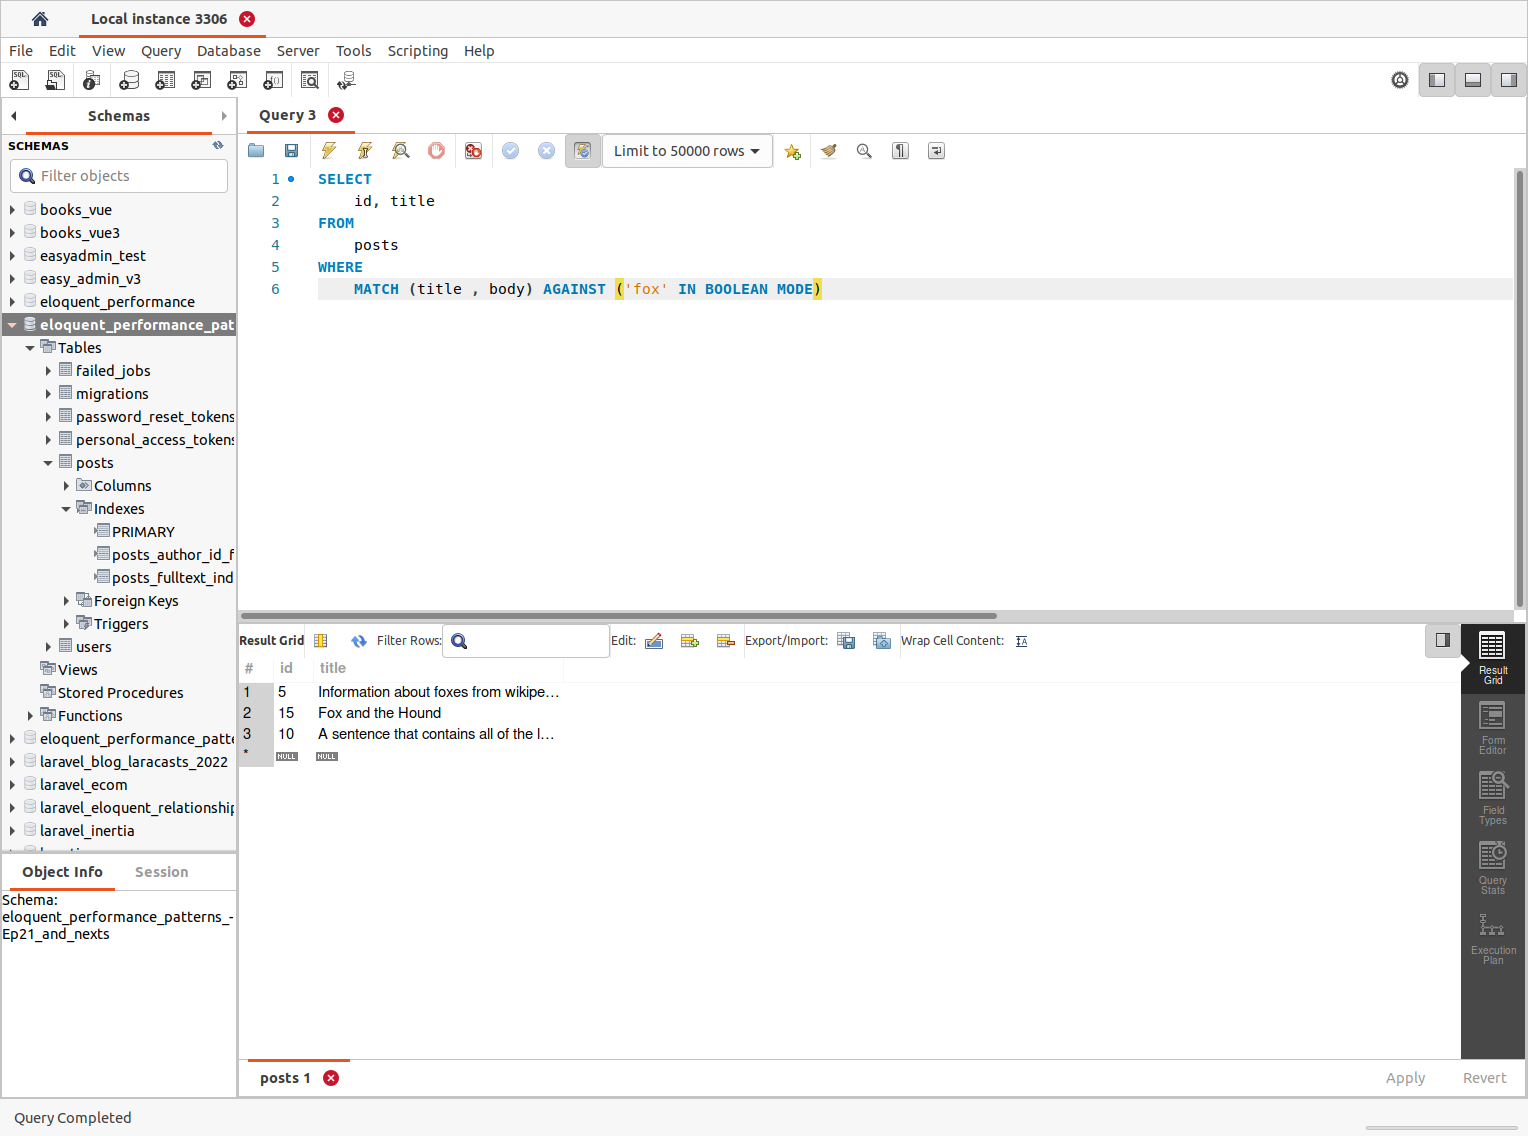 Local instance 3306
File Edit View Query Database Server Tools Scripting Help
Schemas
SCHEMAS
Filter objects
books_vue
books_vue3
easyadmin_test
easy_admin_v3
eloquent_performance
eloquent_performance_pat
Tables
failed_jobs
migrations
password_reset_tokens
personal_access_tokens
posts
Columns
Indexes
PRIMARY
posts_author_id_f
posts_fulltext_ind
Foreign Keys
Triggers
users
Views
Stored Procedures
Functions
eloquent_performance_patte
laravel_blog_laracasts_2022
laravel_ecom
laravel_eloquent_relationship
laravel_inertia
Object Info Session
Schema:
eloquent_performance_patterns_-
Ep21_and_nexts
Query 3
Limit to 50000 rows
1 SELECT
2 id, title
3 FROM
4 posts
5 WHERE
6 MATCH (title , body) AGAINST ('fox' IN BOOLEAN MODE)
Result Grid Filter Rows: Edit: Export/Import: Wrap Cell Content:
# id title
1 5 Information about foxes from wikipe…
2 15 Fox and the Hound
3 10 A sentence that contains all of the l…
* NULL NULL
Result
Grid
Form
Editor
Field
Types
Query
Stats
Execution
Plan
posts 1
Apply Revert
Query Completed